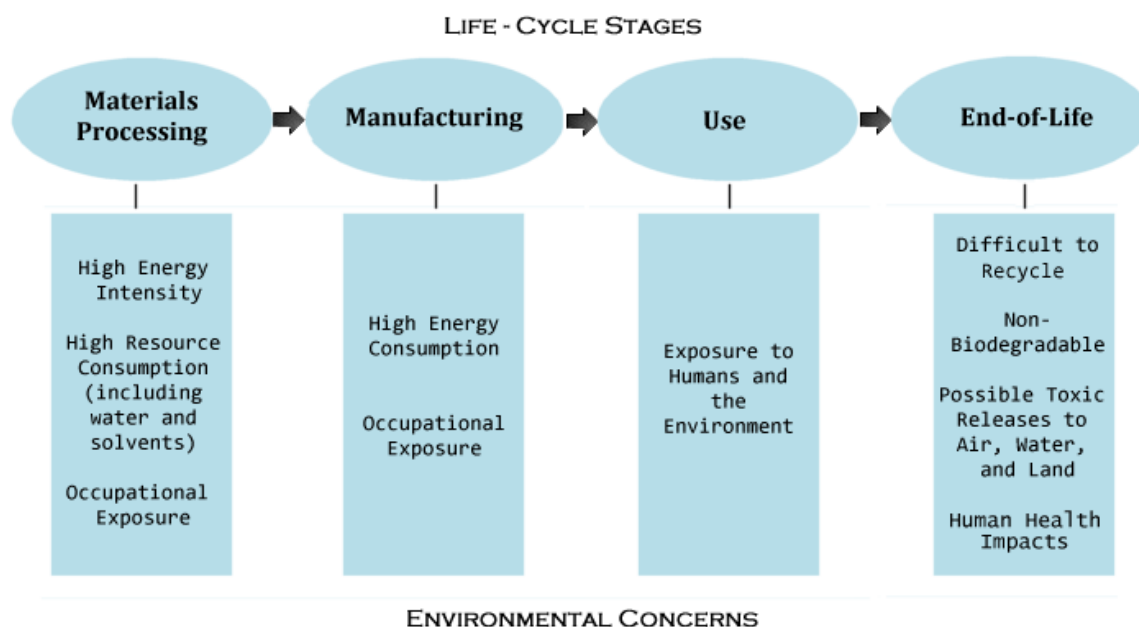 LIFE - CYCLE STAGES
Materials
Processing
Manufacturing
Use
End-of-Life
High Energy
Intensity
High Resource
Consumption
(including
water and
solvents)
Occupational
Exposure
High Energy
Consumption
Occupational
Exposure
Exposure to
Humans and
the
Environment
Difficult to
Recycle
Non-
Biodegradable
Possible Toxic
Releases to
Air, Water,
and Land
Human Health
Impacts
ENVIRONMENTAL CONCERNS